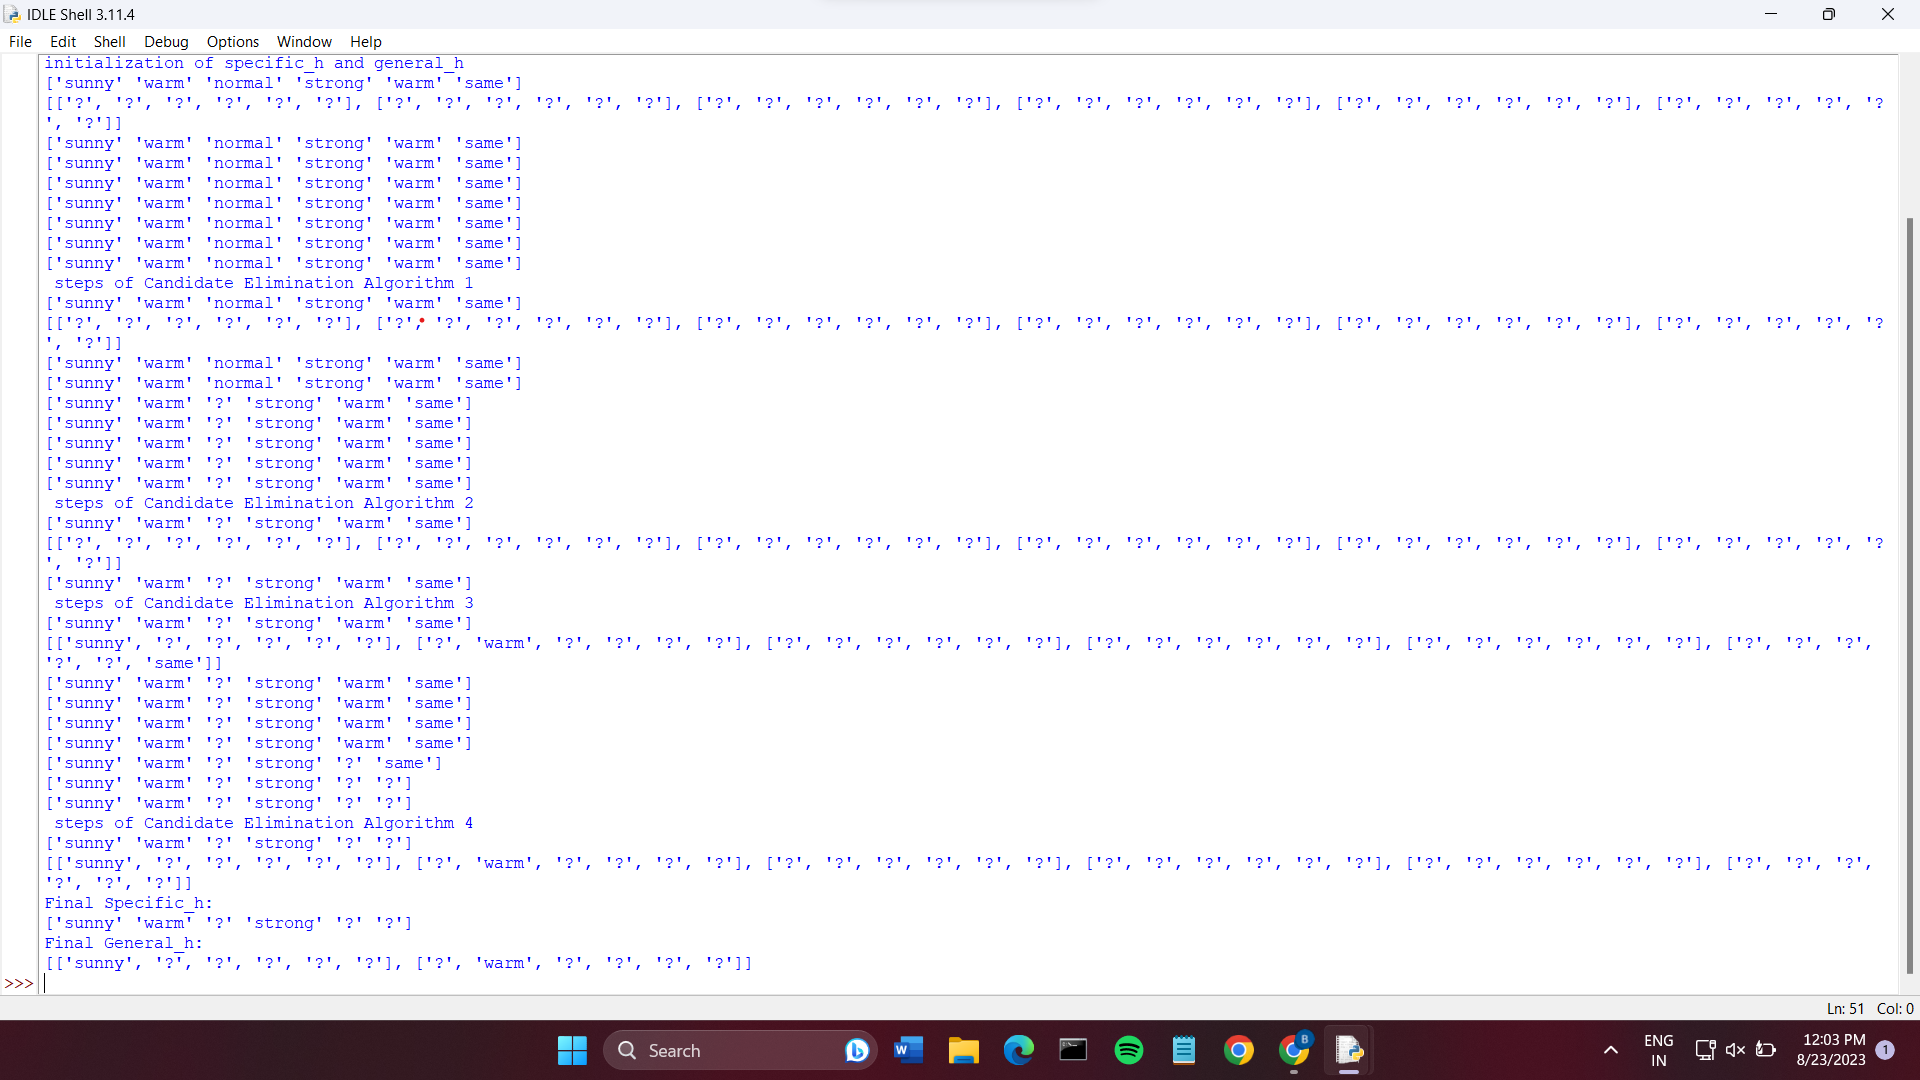 IDLE Shell 3.11.4
File Edit Shell Debug Options Window Help
initialization of specific_h and general_h
['sunny' 'warm' 'normal' 'strong' 'warm' 'same']
[['?', '?', '?', '?', '?', '?'], ['?', '?', '?', '?', '?', '?'], ['?', '?', '?', '?', '?', '?'], ['?', '?', '?', '?', '?', '?'], ['?', '?', '?', '?', '?', '?'], ['?', '?', '?', '?', '?
', '?']]
['sunny' 'warm' 'normal' 'strong' 'warm' 'same']
['sunny' 'warm' 'normal' 'strong' 'warm' 'same']
['sunny' 'warm' 'normal' 'strong' 'warm' 'same']
['sunny' 'warm' 'normal' 'strong' 'warm' 'same']
['sunny' 'warm' 'normal' 'strong' 'warm' 'same']
['sunny' 'warm' 'normal' 'strong' 'warm' 'same']
['sunny' 'warm' 'normal' 'strong' 'warm' 'same']
steps of Candidate Elimination Algorithm 1
['sunny' 'warm' 'normal' 'strong' 'warm' 'same']
[['?', '?', '?', '?', '?', '?'], ['?', '?', '?', '?', '?', '?'], ['?', '?', '?', '?', '?', '?'], ['?', '?', '?', '?', '?', '?'], ['?', '?', '?', '?', '?', '?'], ['?', '?', '?', '?', '?
', '?']]
['sunny' 'warm' 'normal' 'strong' 'warm' 'same']
['sunny' 'warm' 'normal' 'strong' 'warm' 'same']
['sunny' 'warm' '?' 'strong' 'warm' 'same']
['sunny' 'warm' '?' 'strong' 'warm' 'same']
['sunny' 'warm' '?' 'strong' 'warm' 'same']
['sunny' 'warm' '?' 'strong' 'warm' 'same']
['sunny' 'warm' '?' 'strong' 'warm' 'same']
steps of Candidate Elimination Algorithm 2
['sunny' 'warm' '?' 'strong' 'warm' 'same']
[['?', '?', '?', '?', '?', '?'], ['?', '?', '?', '?', '?', '?'], ['?', '?', '?', '?', '?', '?'], ['?', '?', '?', '?', '?', '?'], ['?', '?', '?', '?', '?', '?'], ['?', '?', '?', '?', '?
', '?']]
['sunny' 'warm' '?' 'strong' 'warm' 'same']
steps of Candidate Elimination Algorithm 3
['sunny' 'warm' '?' 'strong' 'warm' 'same']
[['sunny', '?', '?', '?', '?', '?'], ['?', 'warm', '?', '?', '?', '?'], ['?', '?', '?', '?', '?', '?'], ['?', '?', '?', '?', '?', '?'], ['?', '?', '?', '?', '?', '?'], ['?', '?', '?',
'?', '?', 'same']]
['sunny' 'warm' '?' 'strong' 'warm' 'same']
['sunny' 'warm' '?' 'strong' 'warm' 'same']
['sunny' 'warm' '?' 'strong' 'warm' 'same']
['sunny' 'warm' '?' 'strong' 'warm' 'same']
['sunny' 'warm' '?' 'strong' '?' 'same']
['sunny' 'warm' '?' 'strong' '?' '?']
['sunny' 'warm' '?' 'strong' '?' '?']
steps of Candidate Elimination Algorithm 4
['sunny' 'warm' '?' 'strong' '?' '?']
[['sunny', '?', '?', '?', '?', '?'], ['?', 'warm', '?', '?', '?', '?'], ['?', '?', '?', '?', '?', '?'], ['?', '?', '?', '?', '?', '?'], ['?', '?', '?', '?', '?', '?'], ['?', '?', '?',
'?', '?', '?']]
Final Specific_h:
['sunny' 'warm' '?' 'strong' '?' '?']
Final General_h:
[['sunny', '?', '?', '?', '?', '?'], ['?', 'warm', '?', '?', '?', '?']]
>>>
Ln: 51 Col: 0
Search
W
B
ENG
IN
12:03 PM
8/23/2023
1